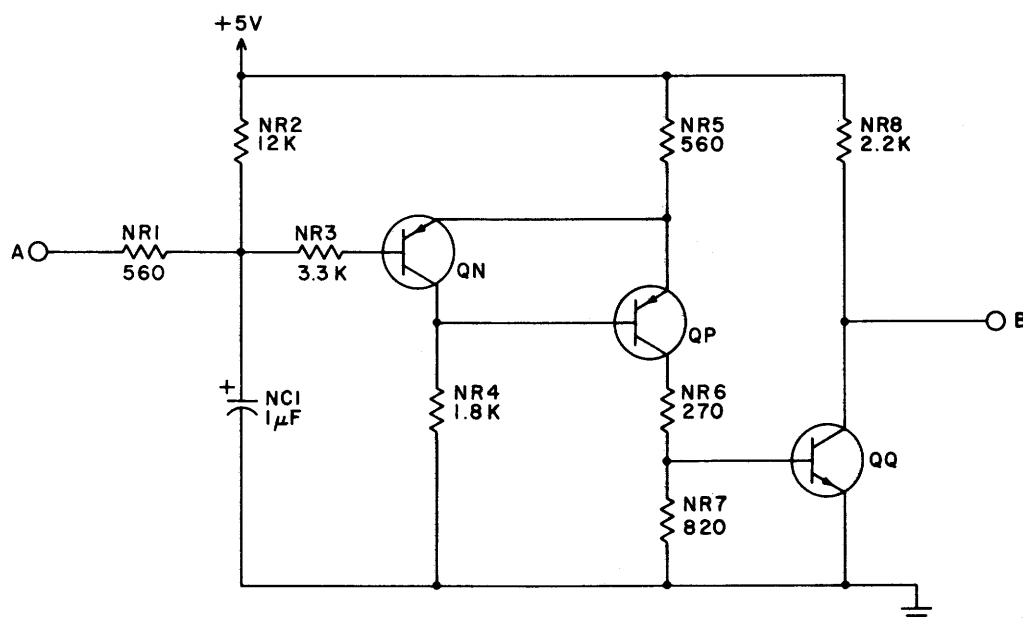 +5V
NR2
12K
NR5
560
NR8
2.2K
A
NR1
560
NR3
3.3K
QN
QP
B
+
NC1
1μF
NR4
1.8K
NR6
270
QQ
NR7
820